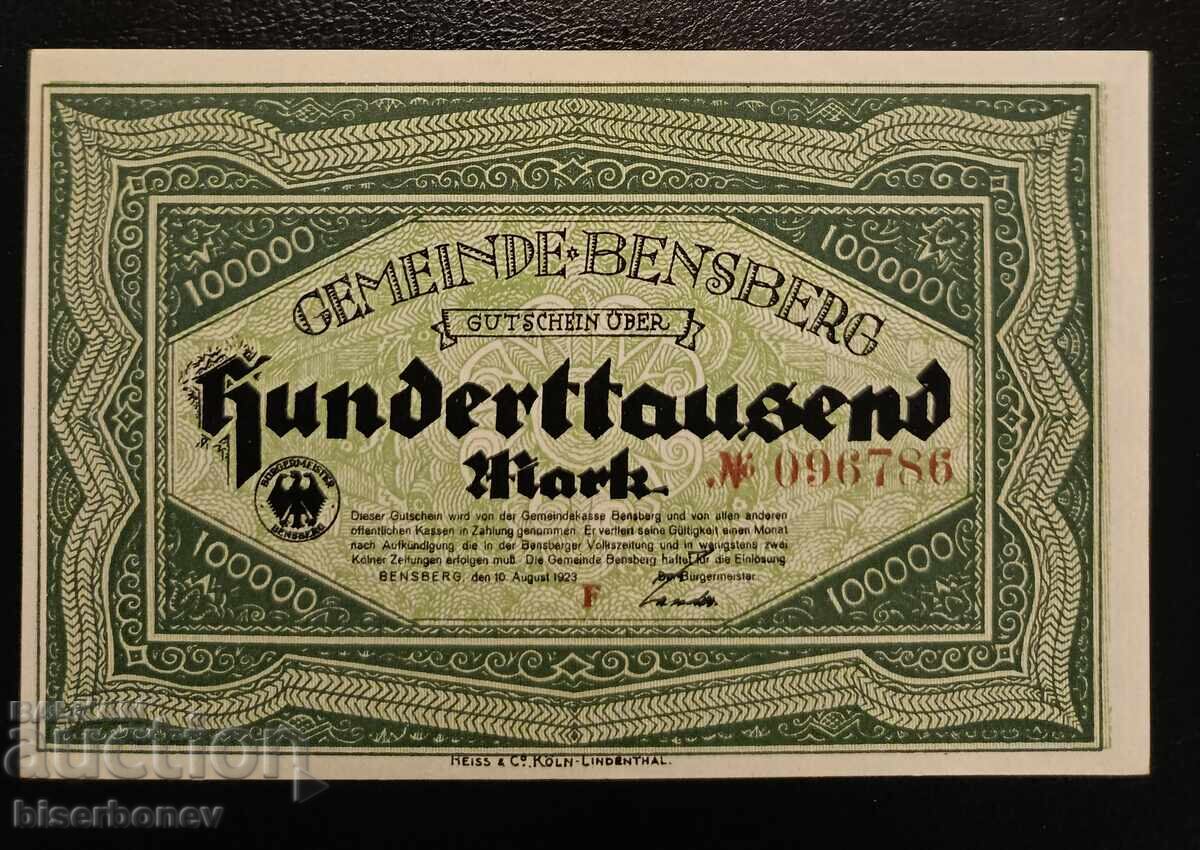 100000
100000
GEMEINDE·BENSBERG
GUTSCHEIN ÜBER
Hunderttausend
Mark
№ 096786
BÜRGERMEISTER
BENSBERG
Dieser Gutschein wird von der Gemeindekasse Bensberg und von allen anderen
öffentlichen Kassen in Zahlung genommen. Er verliert seine Gültigkeit einen Monat
nach Aufkündigung die in der Bensberger Volkszeitung und in wenigstens zwei
Kölner Zeitungen erfolgen muß. Die Gemeinde Bensberg haftet für die Einlösung.
BENSBERG, den 10. August 1923
Der Bürgermeister
F
100000
100000
HEISS & Co. KÖLN-LINDENTHAL.
auction
biserbonev